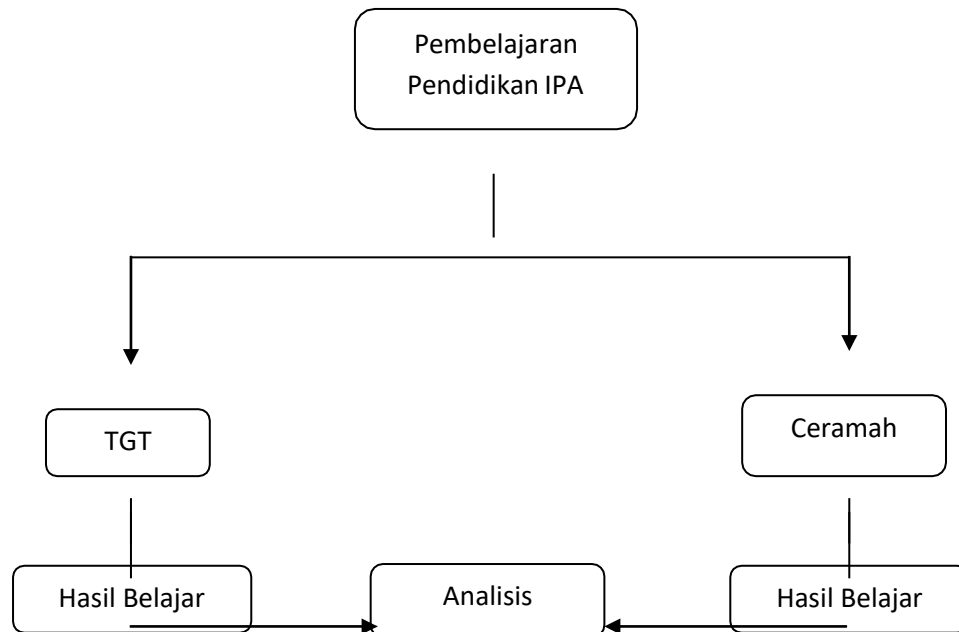 Pembelajaran
Pendidikan IPA
TGT
Ceramah
Hasil Belajar
Analisis
Hasil Belajar